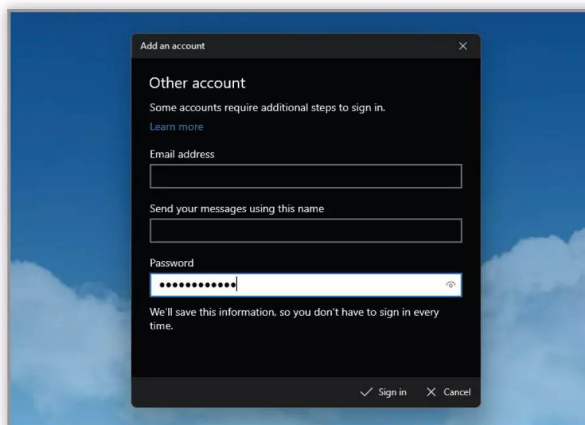 Add an account
Other account
Some accounts require additional steps to sign in.
Learn more
Email address
Send your messages using this name
Password
●●●●●●●●●●●●
We'll save this information, so you don't have to sign in every
time.
Sign in
Cancel